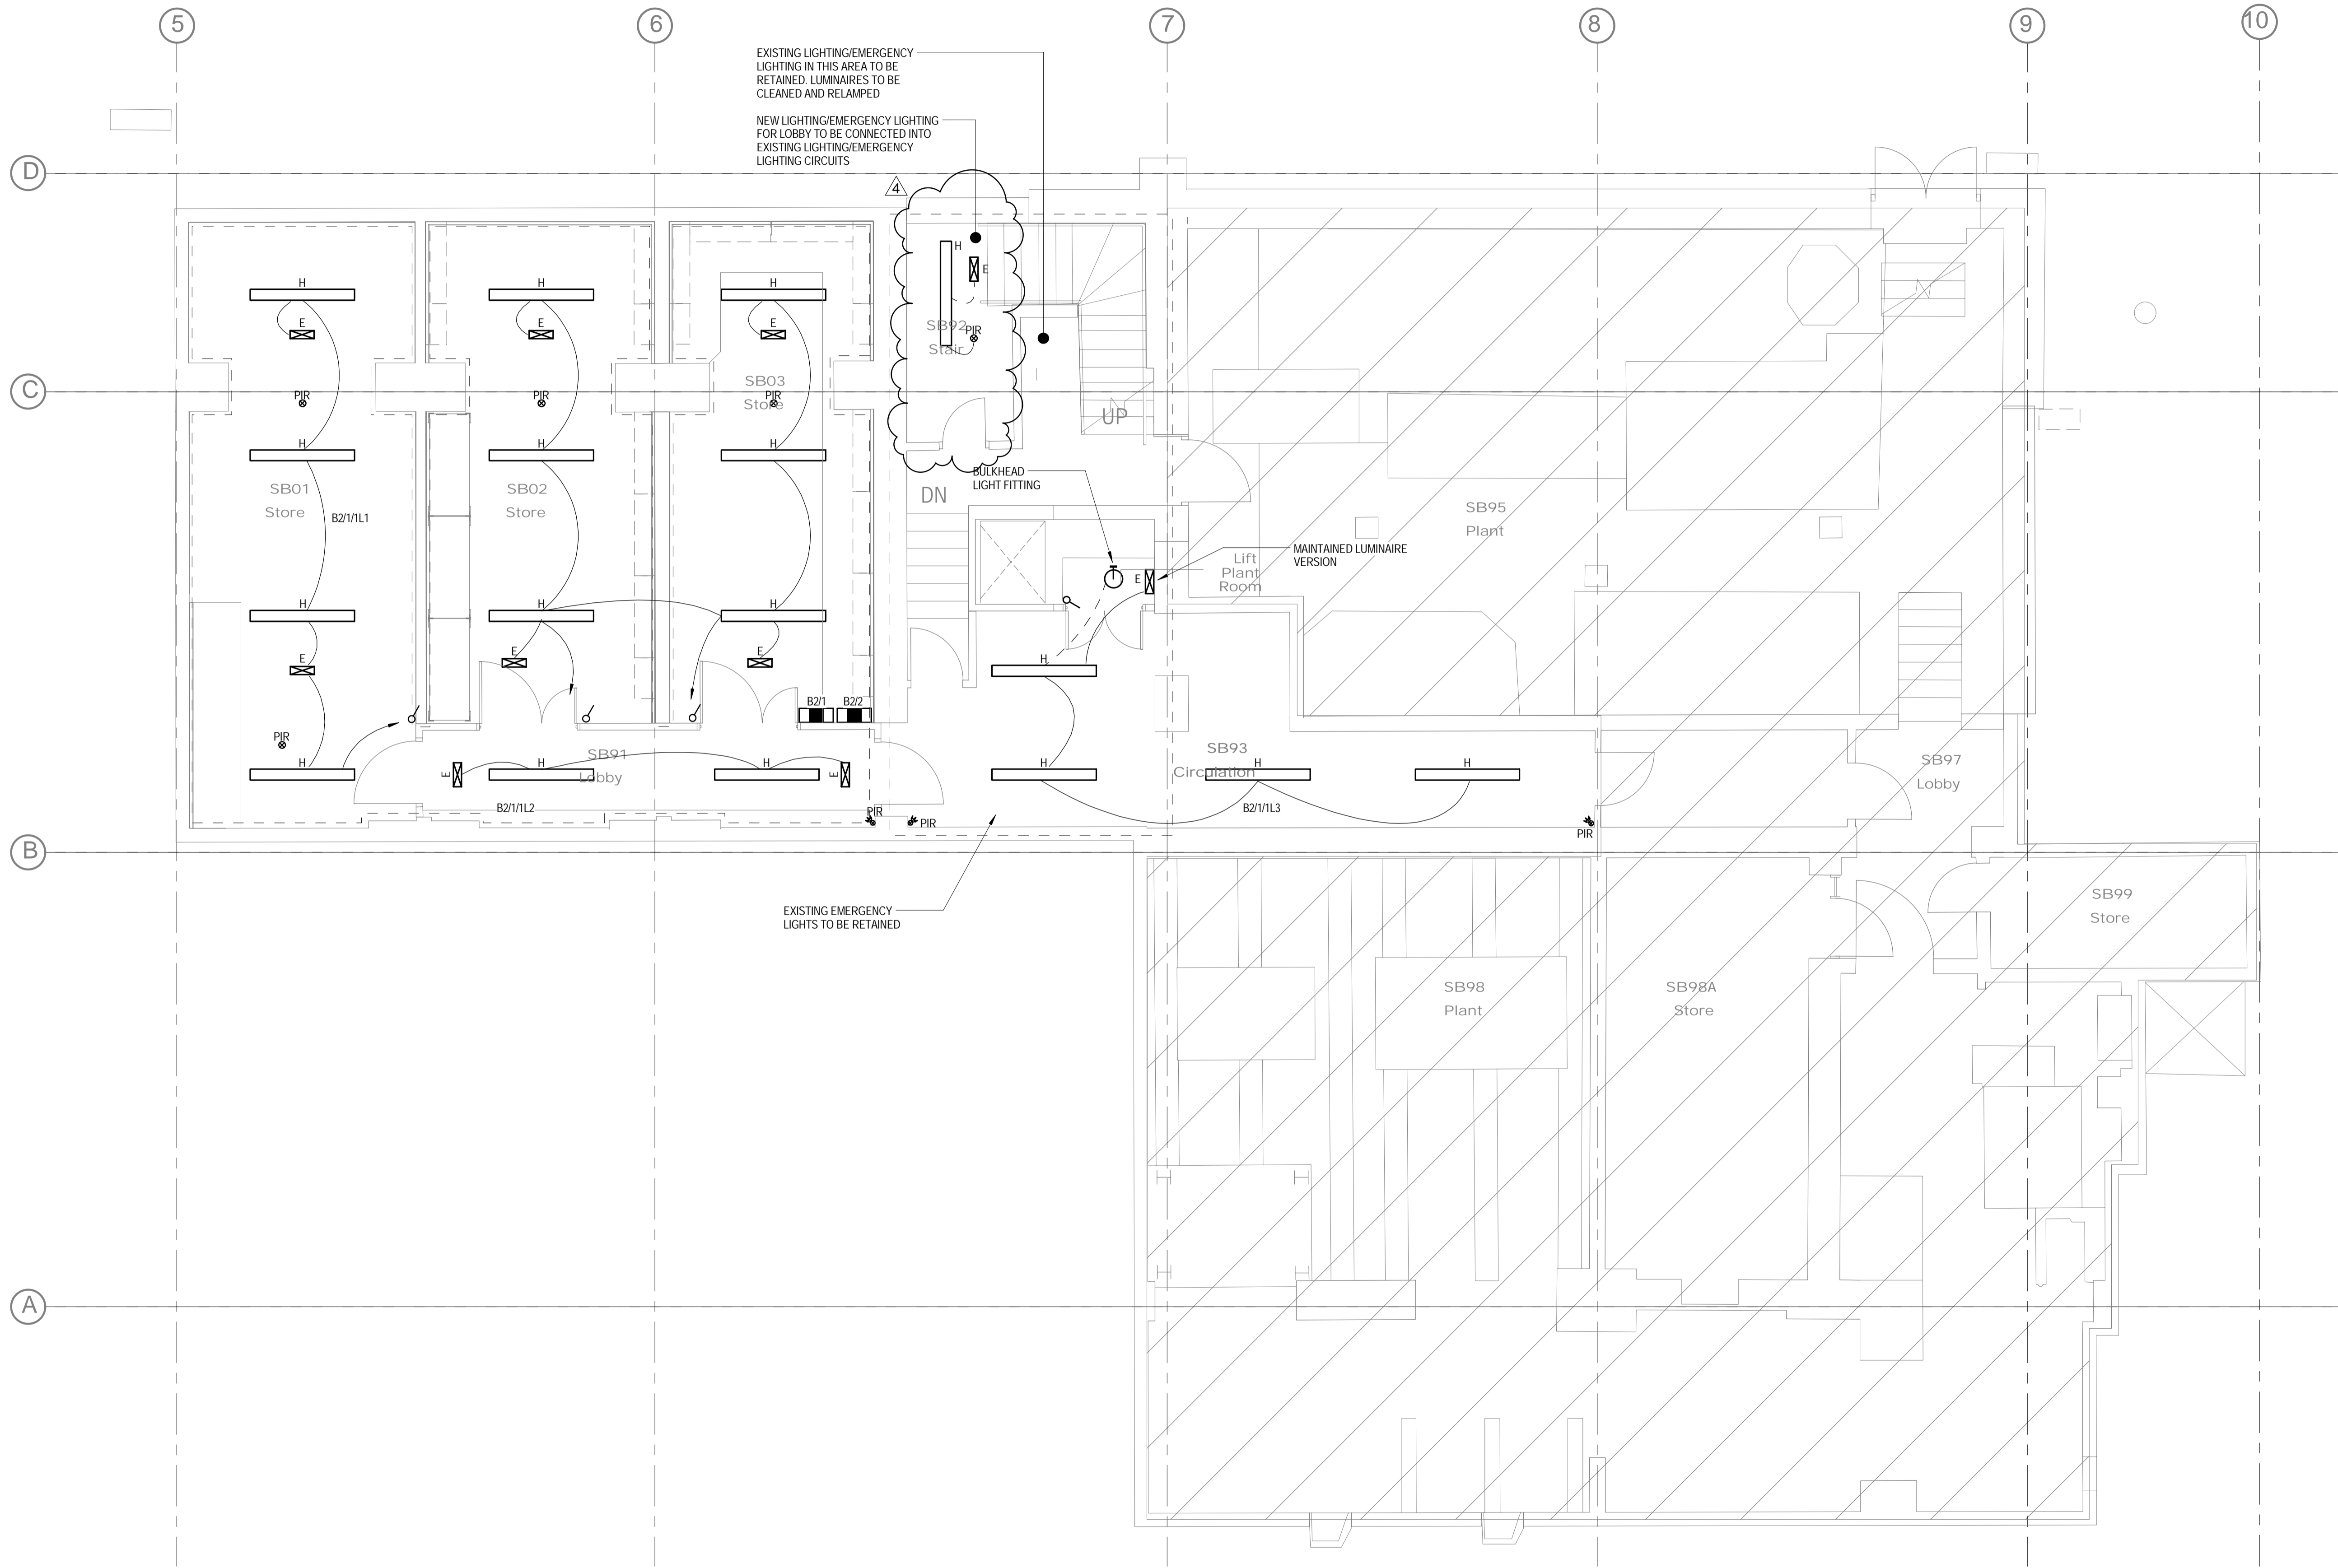 5
6
7
8
9
10
EXISTING LIGHTING/EMERGENCY
LIGHTING IN THIS AREA TO BE
RETAINED. LUMINAIRES TO BE
CLEANED AND RELAMPED
NEW LIGHTING/EMERGENCY LIGHTING
FOR LOBBY TO BE CONNECTED INTO
EXISTING LIGHTING/EMERGENCY
LIGHTING CIRCUITS
D
4
H
E
H
H
H
E
E
E
SB92
Stair
PIR
C
SB03
Store
PIR
PIR
PIR
UP
H
H
H
BULKHEAD
LIGHT FITTING
DN
SB01
Store
B2/1/1L1
SB02
Store
SB95
Plant
MAINTAINED LUMINAIRE
VERSION
Lift
Plant
Room
E
H
H
H
E
E
E
H
B2/1
B2/2
PIR
H
H
SB91
Lobby
H
E
E
H
SB93
Circulation
H
H
SB97
Lobby
B2/1/1L2
B2/1/1L3
PIR
PIR
PIR
B
EXISTING EMERGENCY
LIGHTS TO BE RETAINED
SB99
Store
SB98
Plant
SB98A
Store
A